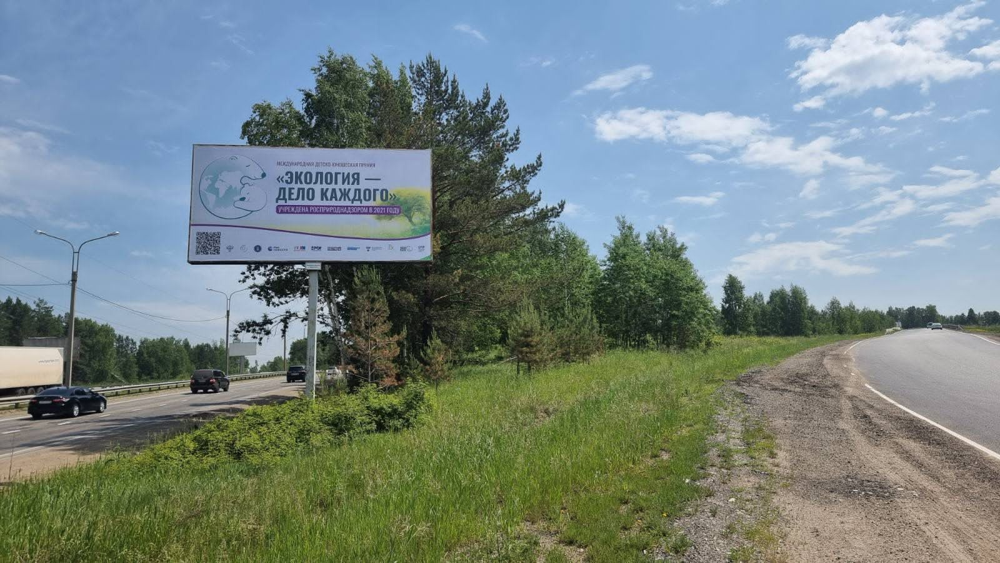 МЕЖДУНАРОДНАЯ ДЕТСКО-ЮНОШЕСКАЯ ПРЕМИЯ
«ЭКОЛОГИЯ —
ДЕЛО КАЖДОГО»
УЧРЕЖДЕНА РОСПРИРОДНАДЗОРОМ В 2021 ГОДУ